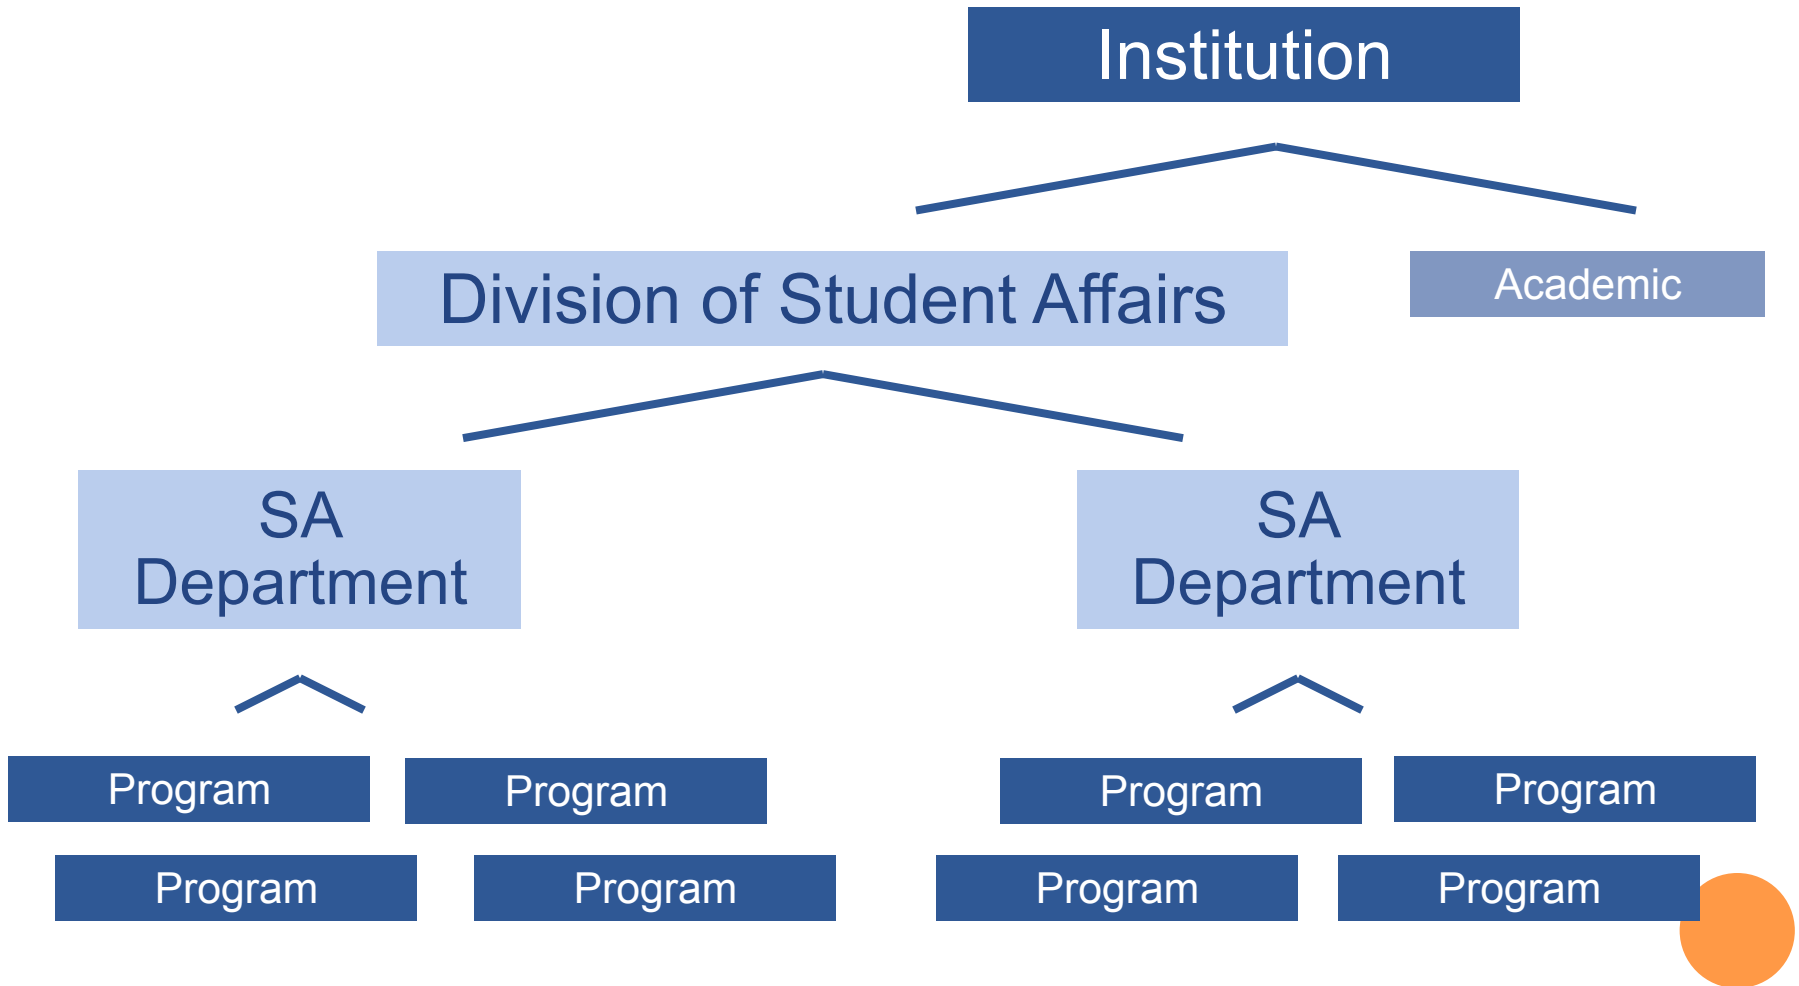 Institution
Division of Student Affairs
Academic
SA
Department
SA
Department
Program
Program
Program
Program
Program
Program
Program
Program